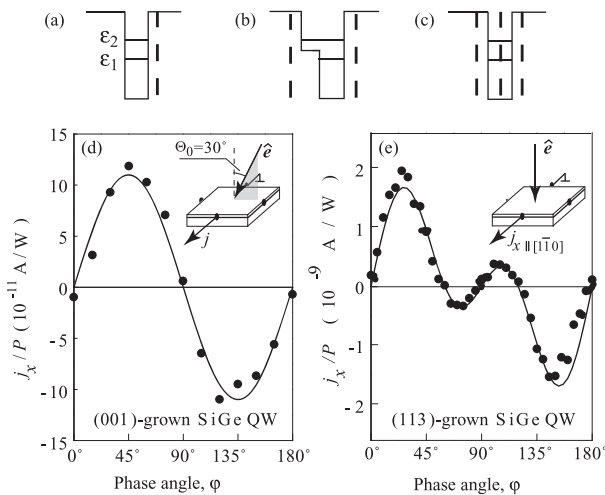 (a) (b) (c)
ε2
ε1
(d) Θ0=30° ê
j
15
10
5
0
-5
-10
-15
jx/P (10^-11 A/W)
(001)-grown SiGe QW
0° 45° 90° 135° 180°
Phase angle, φ
(e) ê
jx ∥ [11̄0]
2
1
0
-1
-2
jx/P (10^-9 A/W)
(113)-grown SiGe QW
0° 45° 90° 135° 180°
Phase angle, φ